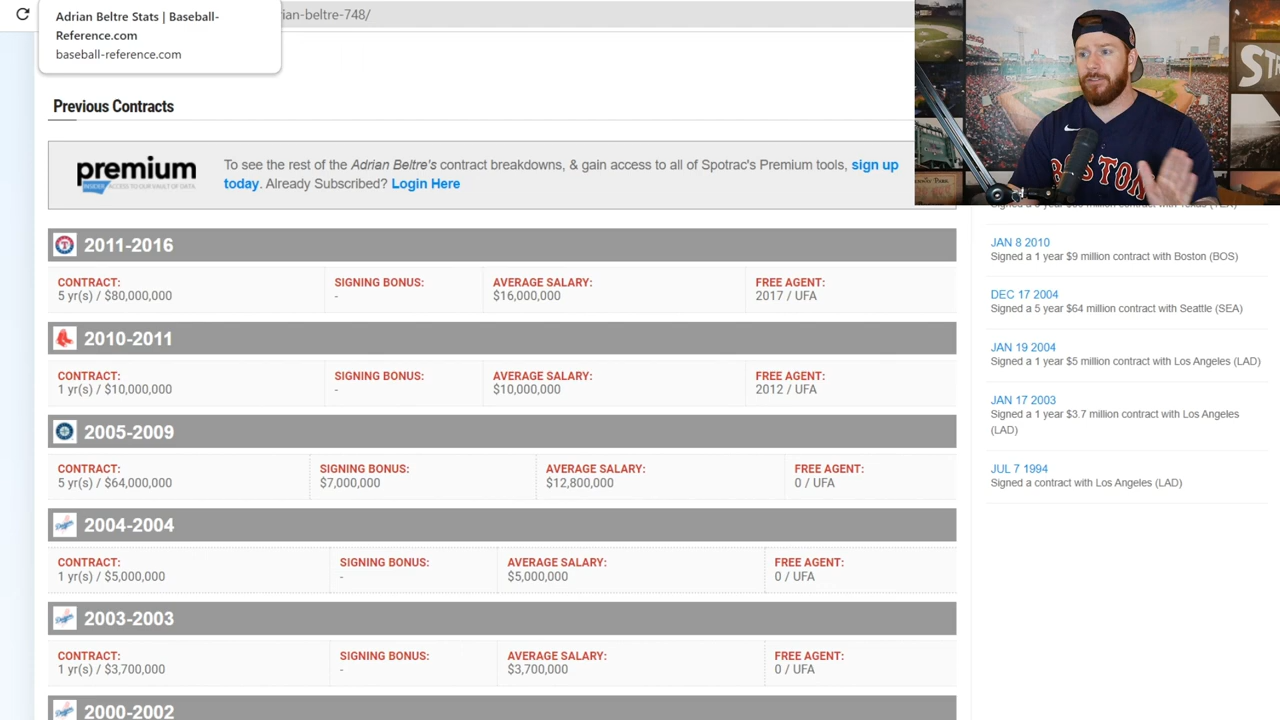 Adrian Beltre Stats | Baseball-
Reference.com
baseball-reference.com
ian-beltre-748/
Previous Contracts
premium
INSIDER ACCESS TO OUR VAULT OF DATA.
To see the rest of the Adrian Beltre's contract breakdowns, & gain access to all of Spotrac's Premium tools, sign up
today. Already Subscribed? Login Here
2011-2016
CONTRACT: SIGNING BONUS: AVERAGE SALARY: FREE AGENT:
5 yr(s) / $80,000,000 - $16,000,000 2017 / UFA
2010-2011
CONTRACT: SIGNING BONUS: AVERAGE SALARY: FREE AGENT:
1 yr(s) / $10,000,000 - $10,000,000 2012 / UFA
2005-2009
CONTRACT: SIGNING BONUS: AVERAGE SALARY: FREE AGENT:
5 yr(s) / $64,000,000 $7,000,000 $12,800,000 0 / UFA
2004-2004
CONTRACT: SIGNING BONUS: AVERAGE SALARY: FREE AGENT:
1 yr(s) / $5,000,000 - $5,000,000 0 / UFA
2003-2003
CONTRACT: SIGNING BONUS: AVERAGE SALARY: FREE AGENT:
1 yr(s) / $3,700,000 - $3,700,000 0 / UFA
2000-2002
JAN 8 2010
Signed a 1 year $9 million contract with Boston (BOS)
DEC 17 2004
Signed a 5 year $64 million contract with Seattle (SEA)
JAN 19 2004
Signed a 1 year $5 million contract with Los Angeles (LAD)
JAN 17 2003
Signed a 1 year $3.7 million contract with Los Angeles
(LAD)
JUL 7 1994
Signed a contract with Los Angeles (LAD)
BOSTON
ST